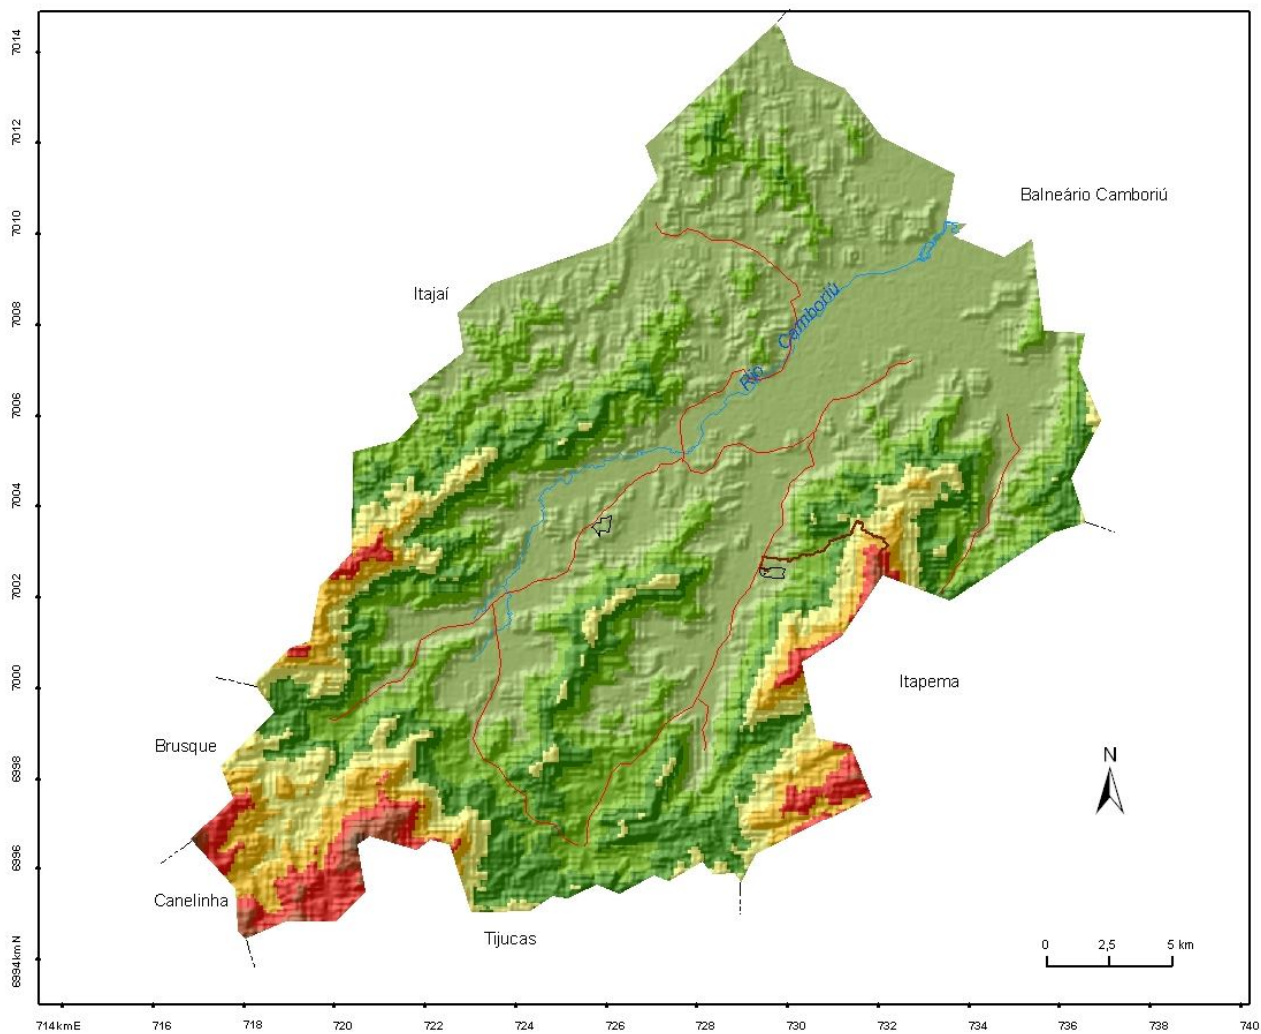 7014
7012
7010
7008
7006
7004
7002
7000
6998
6996
6994 km N
Balneário Camboriú
Itajaí
Rio Camboriú
Itapema
Brusque
N
Canelinha
Tijucas
0 2,5 5 km
714 kmE 716 718 720 722 724 726 728 730 732 734 736 738 740